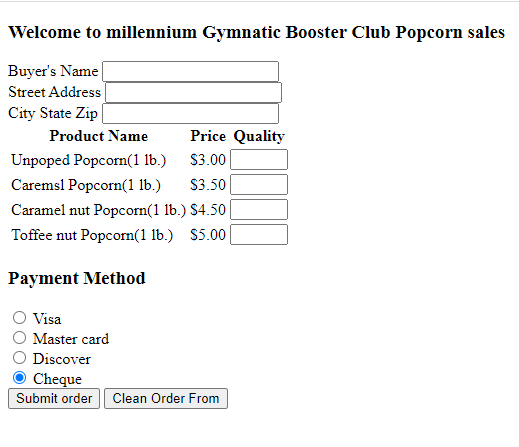 Welcome to millennium Gymnatic Booster Club Popcorn sales
Buyer's Name
Street Address
City State Zip
Product Name Price Quality
Unpoped Popcorn(1 lb.) $3.00
Caremsl Popcorn(1 lb.) $3.50
Caramel nut Popcorn(1 lb.) $4.50
Toffee nut Popcorn(1 lb.) $5.00
Payment Method
Visa
Master card
Discover
Cheque
Submit order Clean Order From